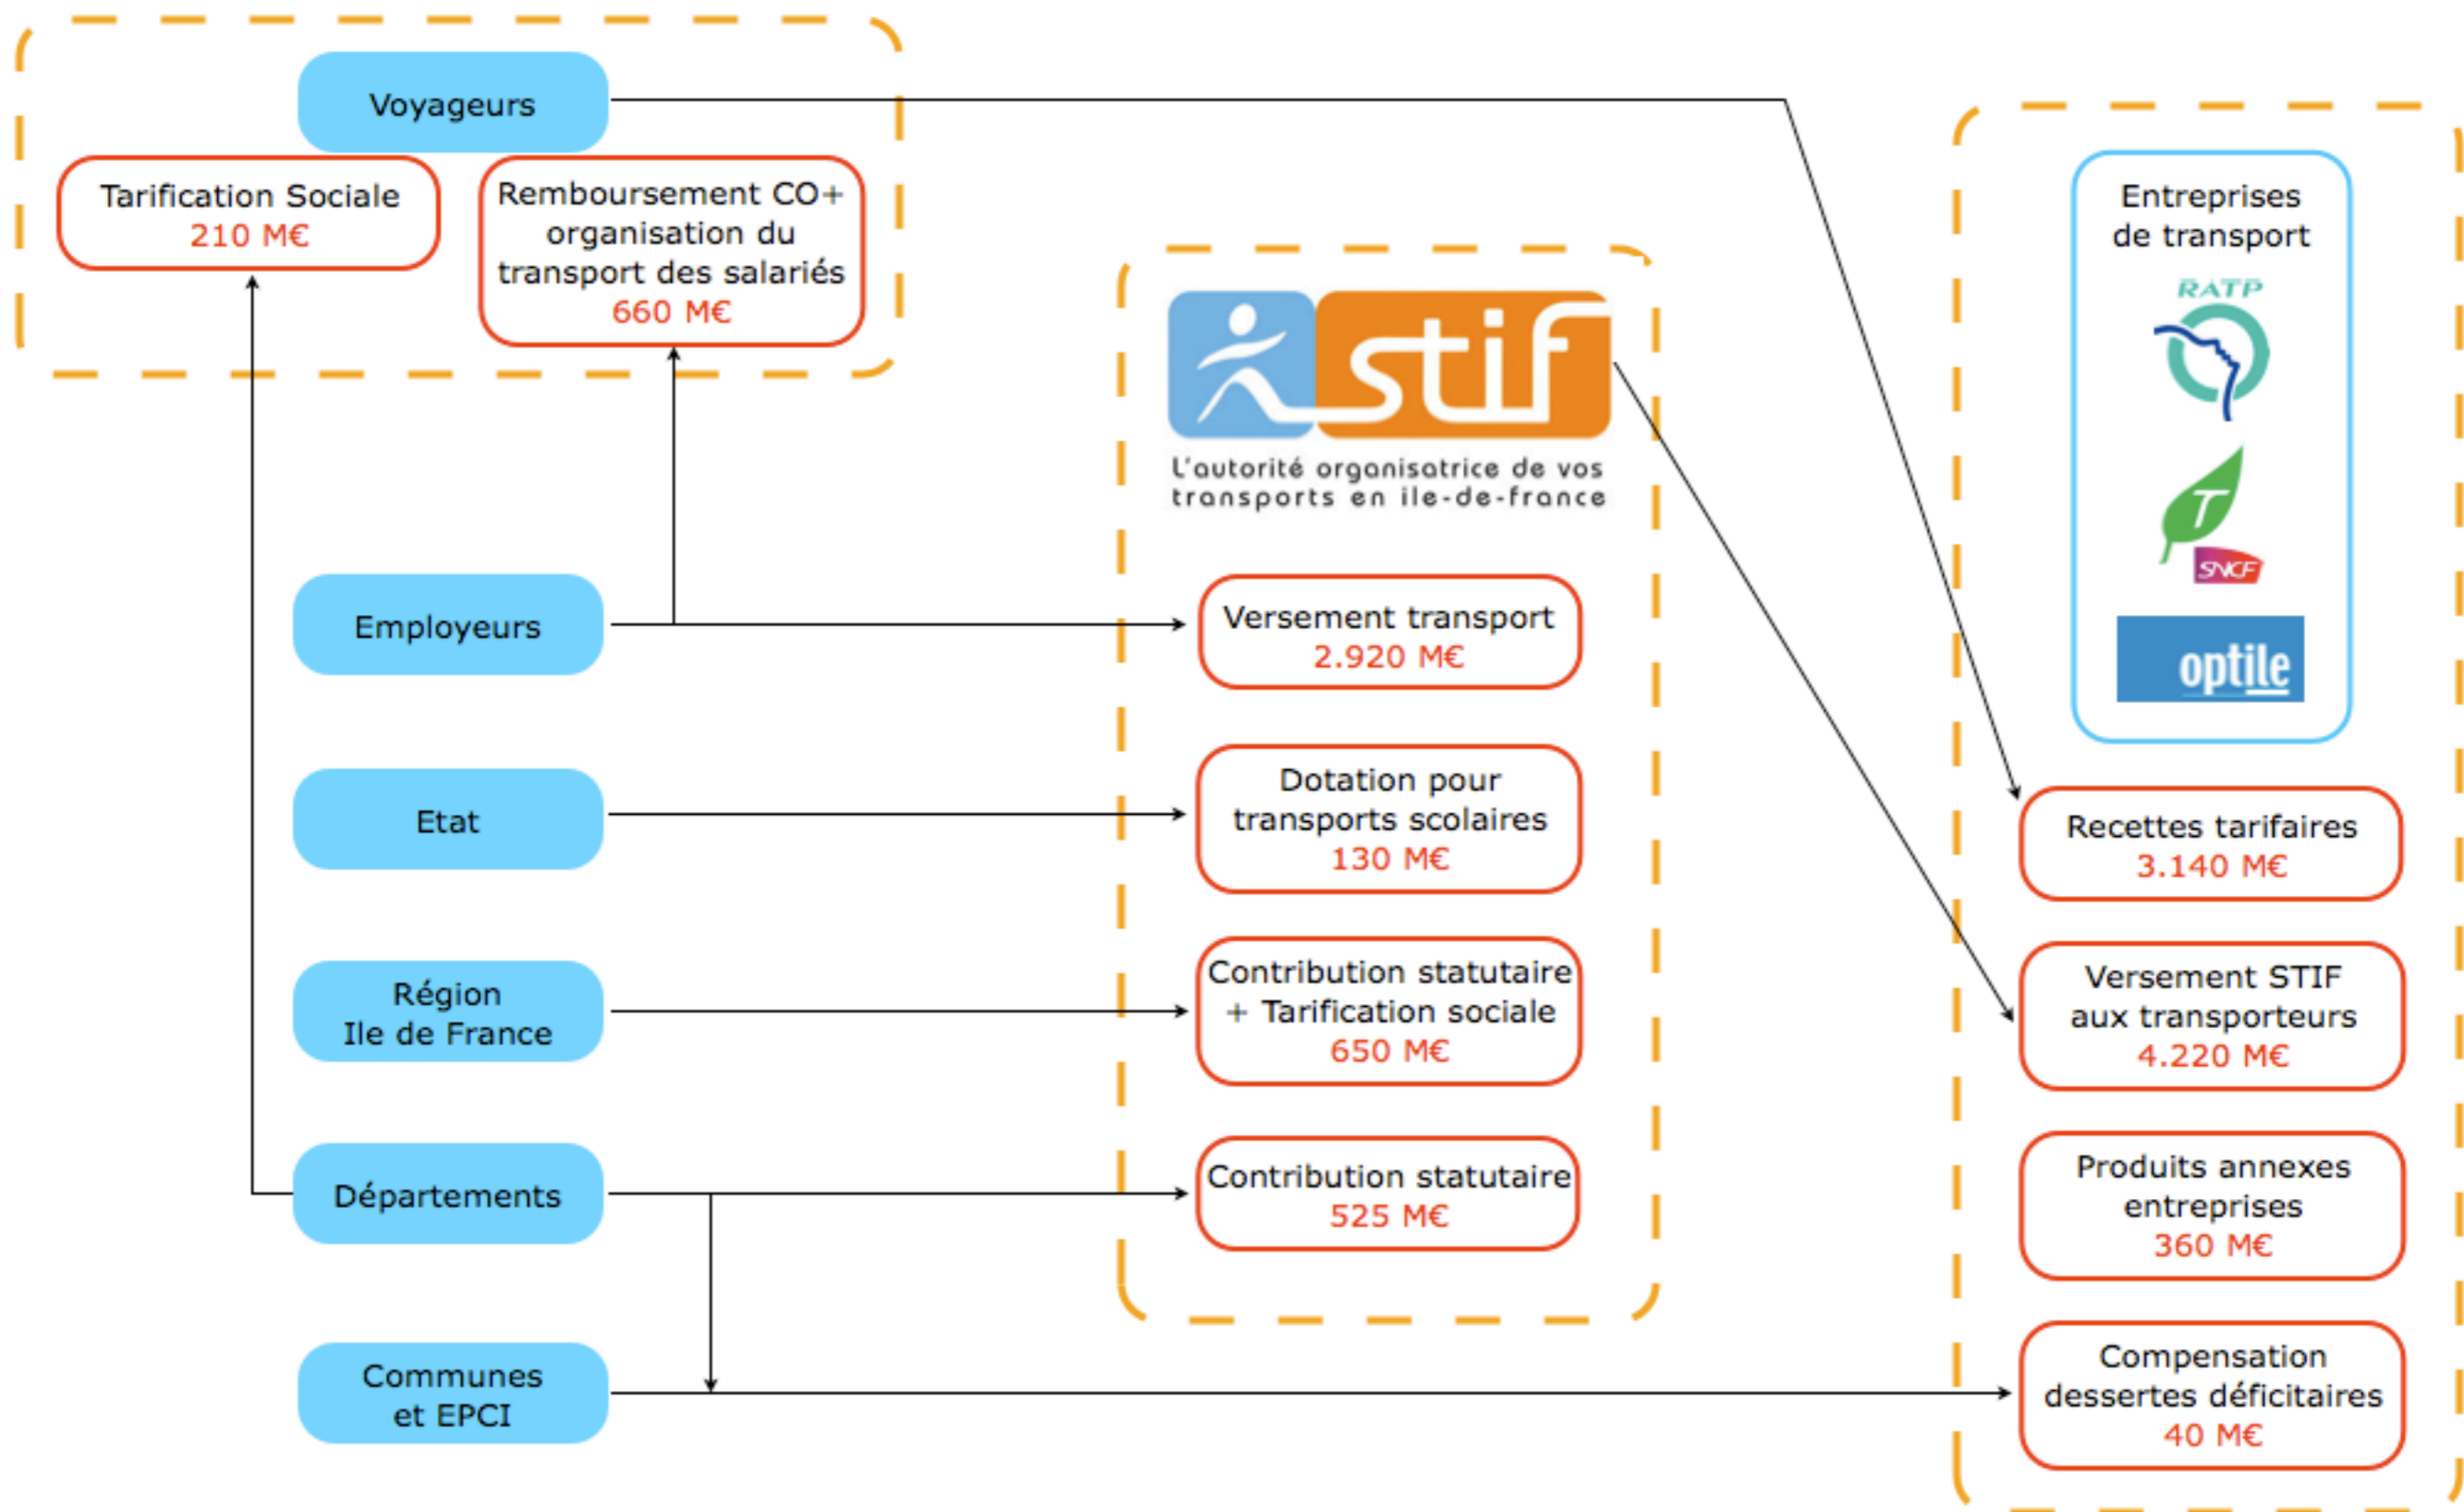 Voyageurs
Tarification Sociale
210 M€
Remboursement CO+
organisation du
transport des salariés
660 M€
stif
L'autorité organisatrice de vos
transports en ile-de-france
Entreprises
de transport
RATP
T
SNCF
optile
Employeurs
Versement transport
2.920 M€
Etat
Dotation pour
transports scolaires
130 M€
Recettes tarifaires
3.140 M€
Région
Ile de France
Contribution statutaire
+ Tarification sociale
650 M€
Versement STIF
aux transporteurs
4.220 M€
Départements
Contribution statutaire
525 M€
Produits annexes
entreprises
360 M€
Communes
et EPCI
Compensation
dessertes déficitaires
40 M€